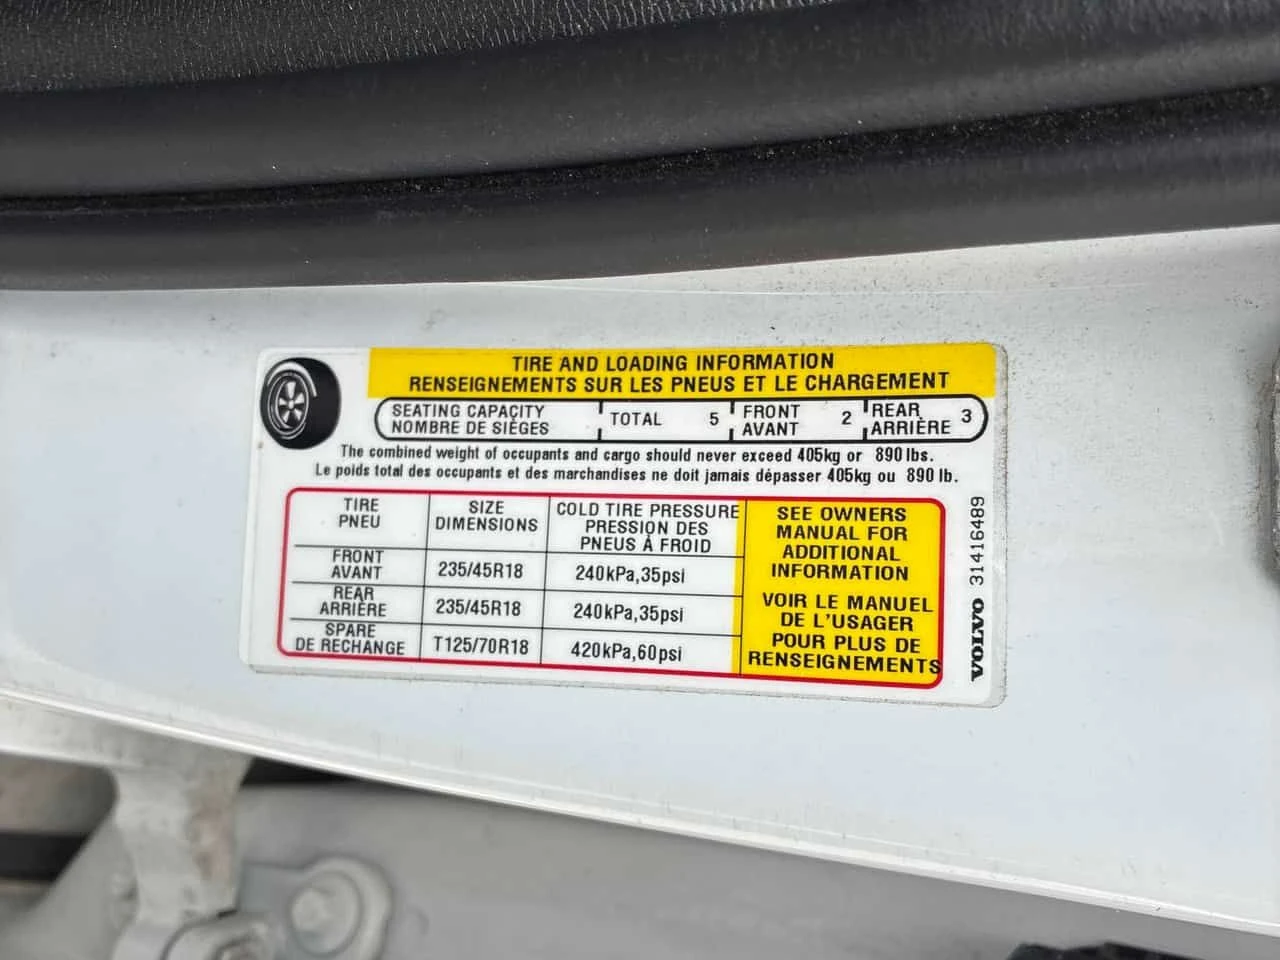 TIRE AND LOADING INFORMATION
RENSEIGNEMENTS SUR LES PNEUS ET LE CHARGEMENT
SEATING CAPACITY
NOMBRE DE SIÈGES
TOTAL 5
FRONT
AVANT
2
REAR
ARRIÈRE
3
The combined weight of occupants and cargo should never exceed 405kg or 890 lbs.
Le poids total des occupants et des marchandises ne doit jamais dépasser 405kg ou 890 lb.
TIRE
PNEU
SIZE
DIMENSIONS
COLD TIRE PRESSURE
PRESSION DES
PNEUS À FROID
FRONT
AVANT
235/45R18
240kPa,35psi
REAR
ARRIÈRE
235/45R18
240kPa,35psi
SPARE
DE RECHANGE
T125/70R18
420kPa,60psi
SEE OWNERS
MANUAL FOR
ADDITIONAL
INFORMATION
VOIR LE MANUEL
DE L'USAGER
POUR PLUS DE
RENSEIGNEMENTS
VOLVO 31416489